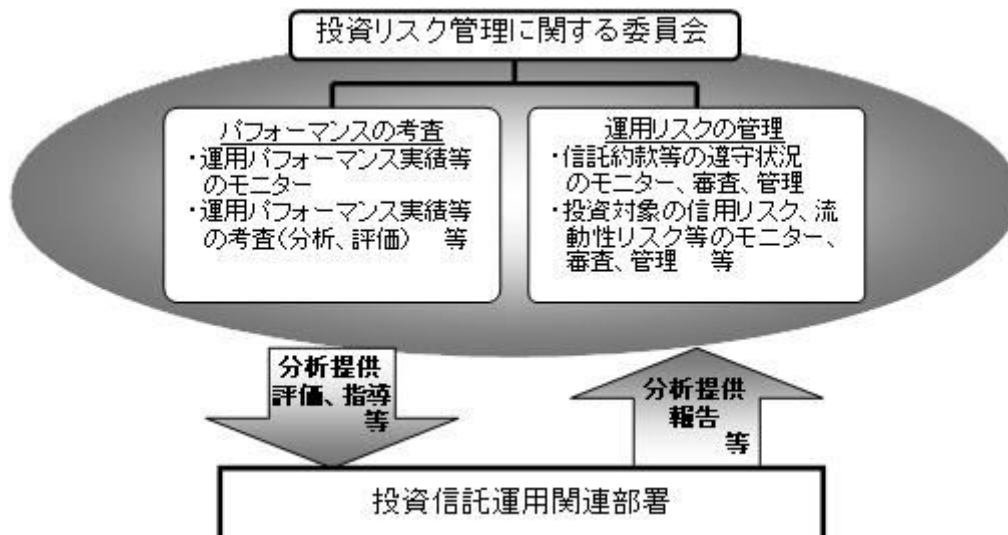 投資リスク管理に関する委員会
パフォーマンスの考査
・運用パフォーマンス実績等
のモニター
・運用パフォーマンス実績等
の考査(分析、評価)　等
運用リスクの管理
・信託約款等の遵守状況
のモニター、審査、管理
・投資対象の信用リスク、流
動性リスク等のモニター、
審査、管理　等
分析提供
評価、指導
等
分析提供
報告
等
投資信託運用関連部署